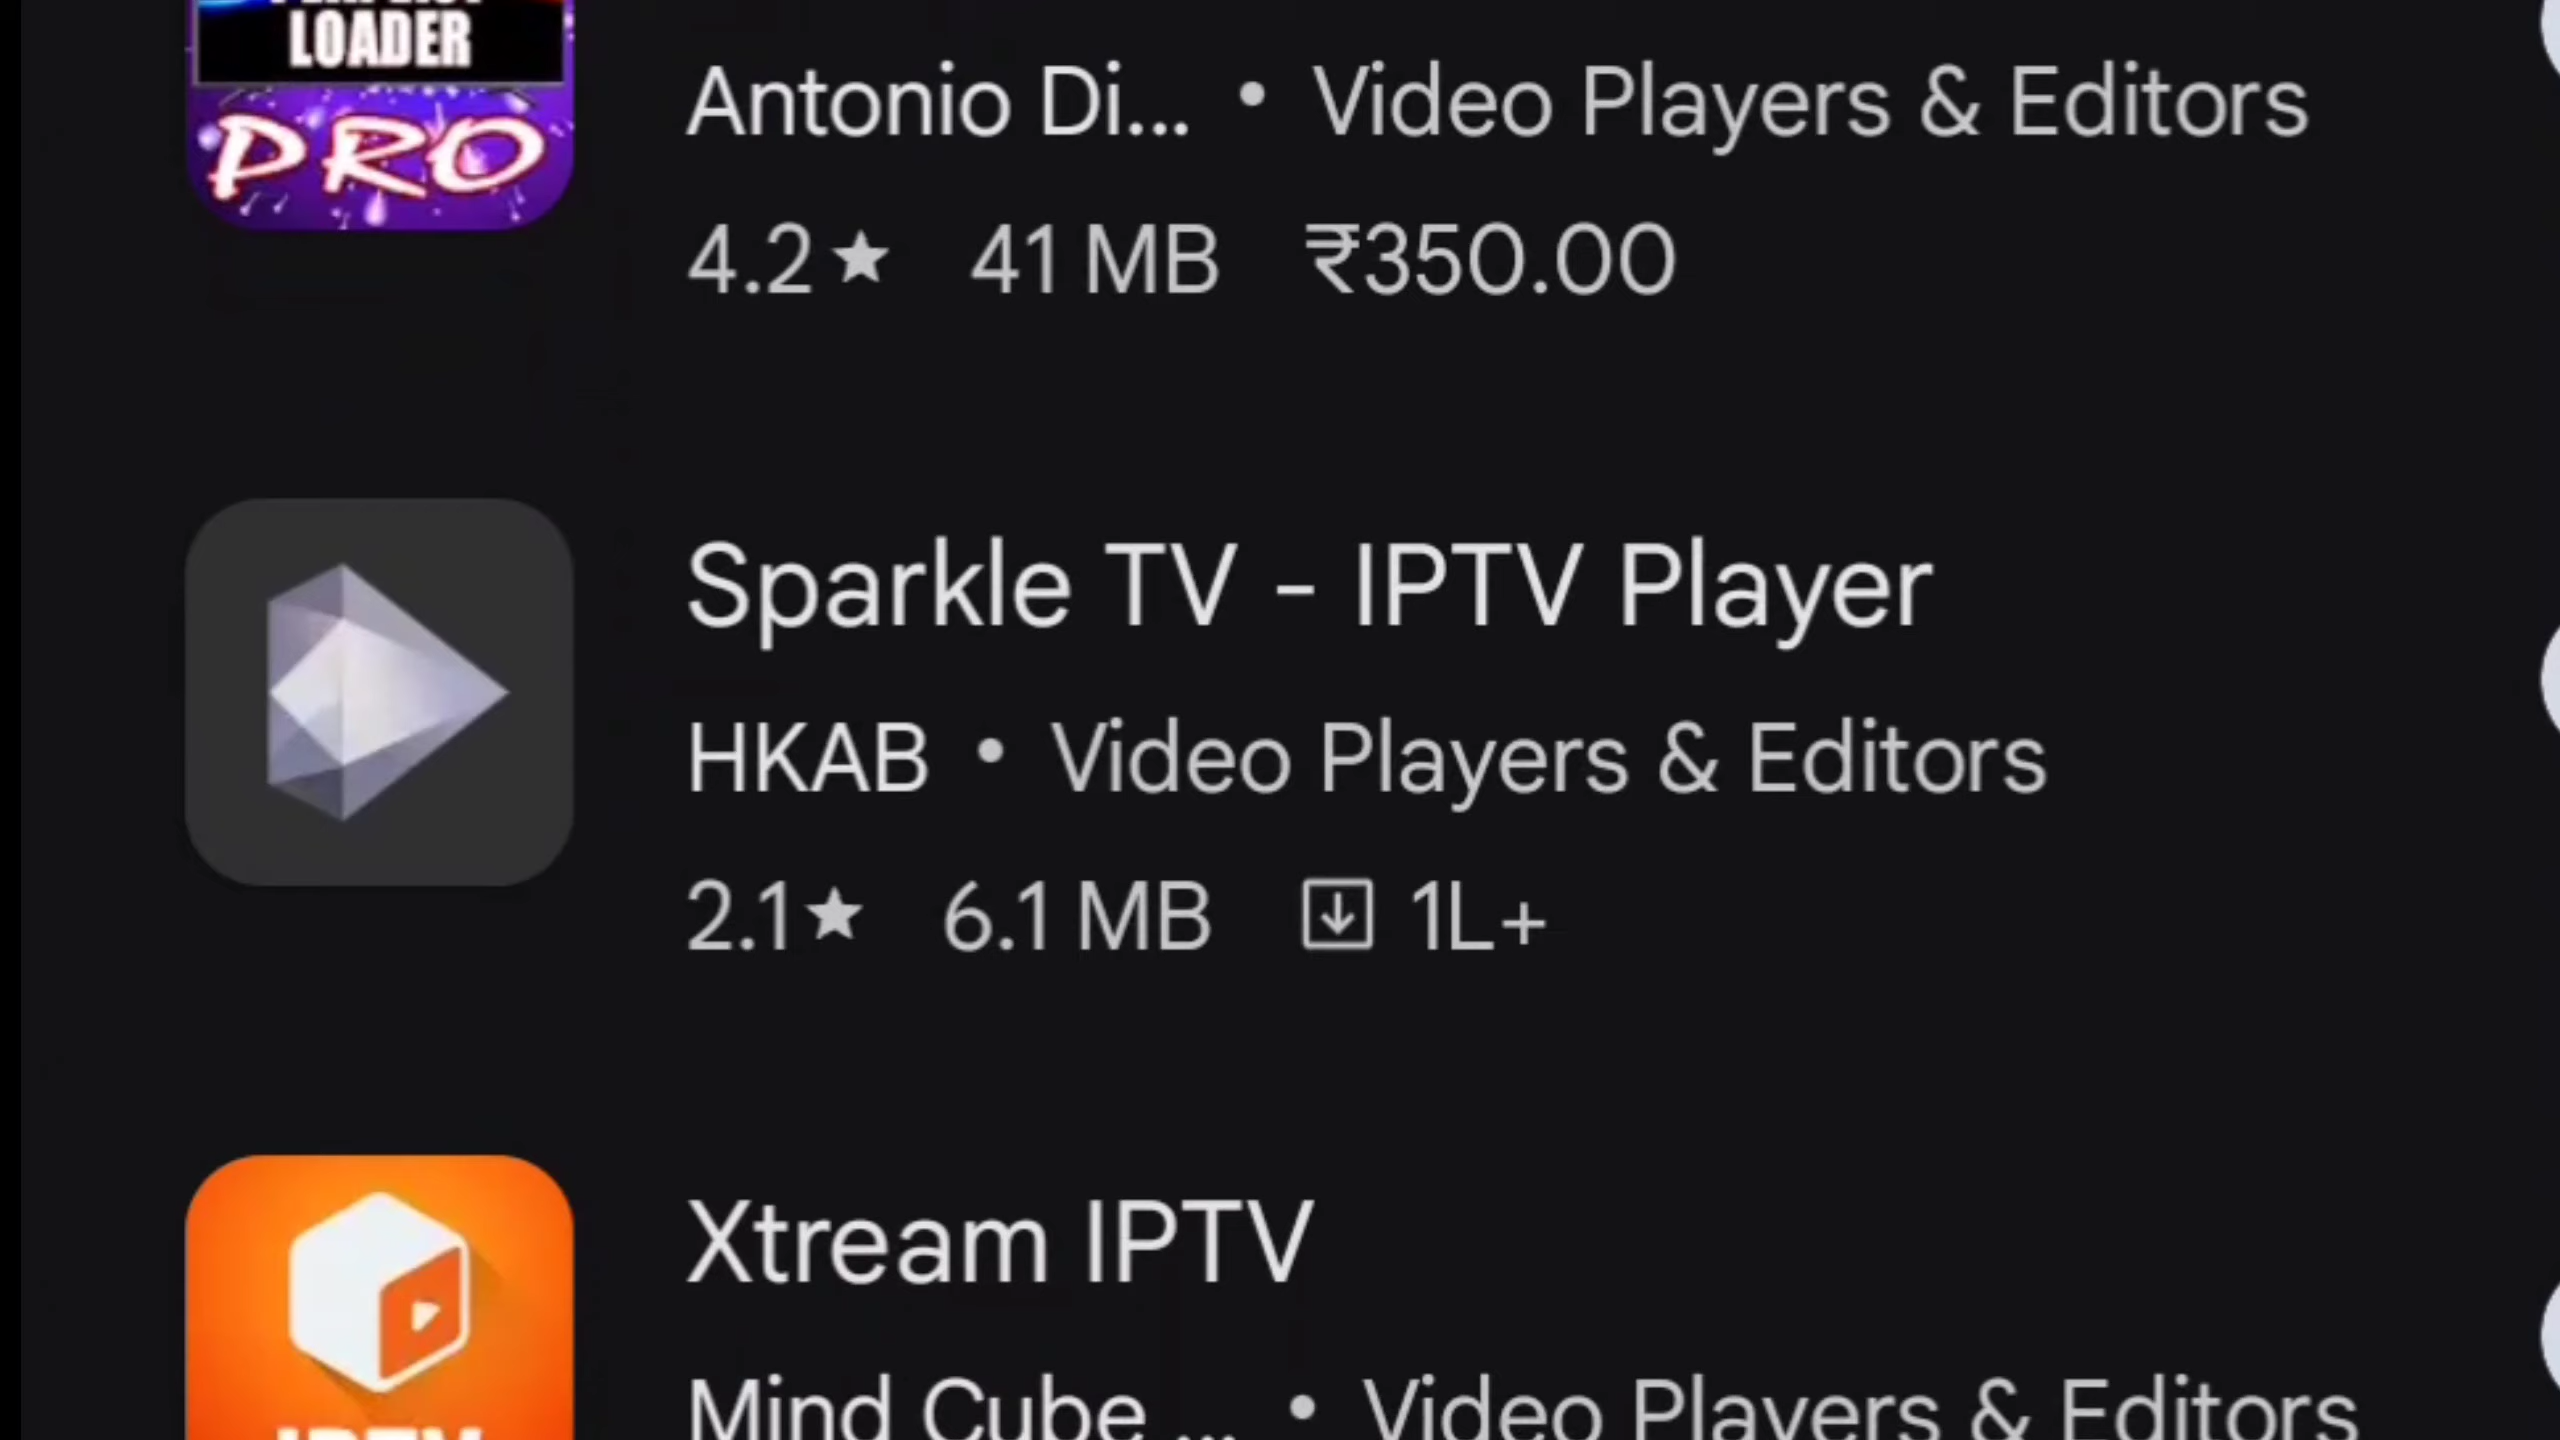 LOADER
PRO
Antonio Di... • Video Players & Editors
4.2★ 41 MB ₹350.00
Sparkle TV - IPTV Player
HKAB • Video Players & Editors
2.1★ 6.1 MB 1L+
Xtream IPTV
Mind Cube ... • Video Players & Editors
IPTV